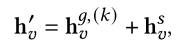 h′_v = h_v^{g,(k)} + h_v^s,